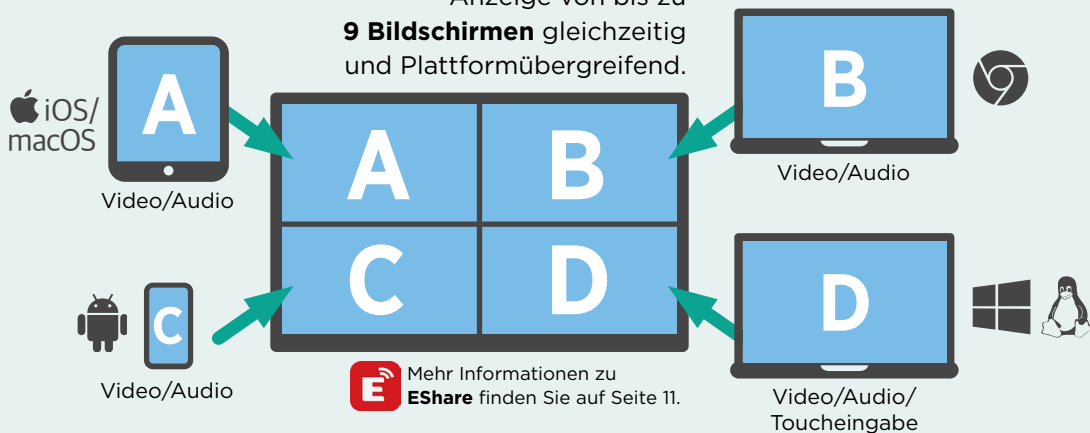 Anzeige von bis zu
9 Bildschirmen gleichzeitig
und Plattformübergreifend.
iOS/
macOS
A
Video/Audio
A
B
C
D
B
Video/Audio
C
Video/Audio
D
Video/Audio/
Toucheingabe
E
Mehr Informationen zu
EShare finden Sie auf Seite 11.